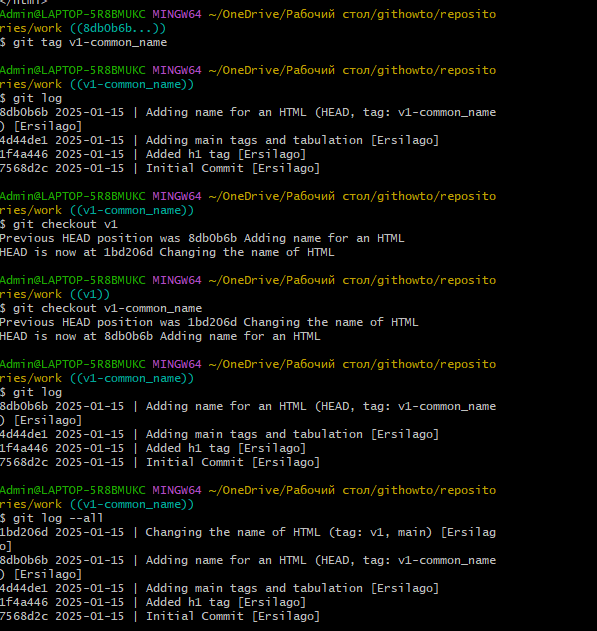 </html>
Admin@LAPTOP-5R8BMUKC MINGW64 ~/OneDrive/Рабочий стол/githowto/reposito
ries/work ((8db0b6b...))
$ git tag v1-common_name
Admin@LAPTOP-5R8BMUKC MINGW64 ~/OneDrive/Рабочий стол/githowto/reposito
ries/work ((v1-common_name))
$ git log
8db0b6b 2025-01-15 | Adding name for an HTML (HEAD, tag: v1-common_name
) [Ersilago]
4d44de1 2025-01-15 | Adding main tags and tabulation [Ersilago]
1f4a446 2025-01-15 | Added h1 tag [Ersilago]
7568d2c 2025-01-15 | Initial Commit [Ersilago]
Admin@LAPTOP-5R8BMUKC MINGW64 ~/OneDrive/Рабочий стол/githowto/reposito
ries/work ((v1-common_name))
$ git checkout v1
Previous HEAD position was 8db0b6b Adding name for an HTML
HEAD is now at 1bd206d Changing the name of HTML
Admin@LAPTOP-5R8BMUKC MINGW64 ~/OneDrive/Рабочий стол/githowto/reposito
ries/work ((v1))
$ git checkout v1-common_name
Previous HEAD position was 1bd206d Changing the name of HTML
HEAD is now at 8db0b6b Adding name for an HTML
Admin@LAPTOP-5R8BMUKC MINGW64 ~/OneDrive/Рабочий стол/githowto/reposito
ries/work ((v1-common_name))
$ git log
8db0b6b 2025-01-15 | Adding name for an HTML (HEAD, tag: v1-common_name
) [Ersilago]
4d44de1 2025-01-15 | Adding main tags and tabulation [Ersilago]
1f4a446 2025-01-15 | Added h1 tag [Ersilago]
7568d2c 2025-01-15 | Initial Commit [Ersilago]
Admin@LAPTOP-5R8BMUKC MINGW64 ~/OneDrive/Рабочий стол/githowto/reposito
ries/work ((v1-common_name))
$ git log --all
1bd206d 2025-01-15 | Changing the name of HTML (tag: v1, main) [Ersilag
o]
8db0b6b 2025-01-15 | Adding name for an HTML (HEAD, tag: v1-common_name
) [Ersilago]
4d44de1 2025-01-15 | Adding main tags and tabulation [Ersilago]
1f4a446 2025-01-15 | Added h1 tag [Ersilago]
7568d2c 2025-01-15 | Initial Commit [Ersilago]